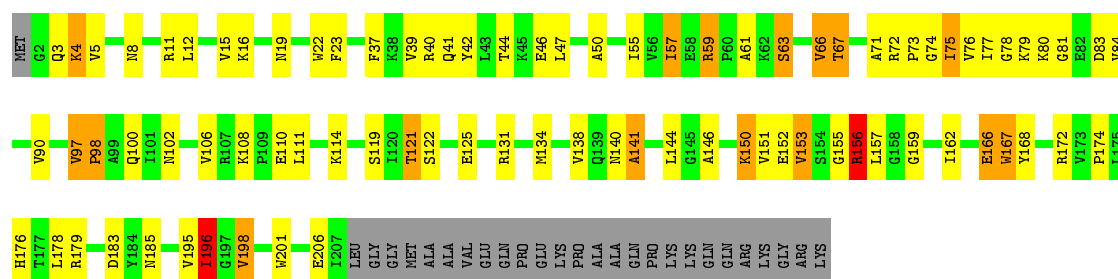 MET G2 Q3 K4 V5 N8 R11 L12 V15 K16 N19 W22 F23 F37 K38 V39 R40 Q41 Y42 L43 T44 K45 E46 L47 A50 I55 V56 I57 E58 R59 P60 A61 K62 S63 V66 T67 A71 R72 P73 G74 I75 V76 I77 G78 K79 K80 G81 E82 D83 V84
V90 V97 P98 A99 Q100 I101 N102 V106 R107 K108 P109 E110 L111 K114 S119 I120 T121 S122 E125 R131 M134 V138 Q139 N140 A141 L144 G145 A146 K150 V151 E152 V153 S154 G155 R156 L157 G158 G159 I162 E166 W167 Y168 R172 V173 P174 L175
H176 T177 L178 R179 D183 Y184 N185 V195 I196 G197 V198 W201 E206 I207 LEU GLY GLY MET ALA ALA VAL GLU GLN PRO GLU LYS PRO ALA ALA GLN PRO LYS LYS GLN GLN ARG LYS GLY ARG LYS